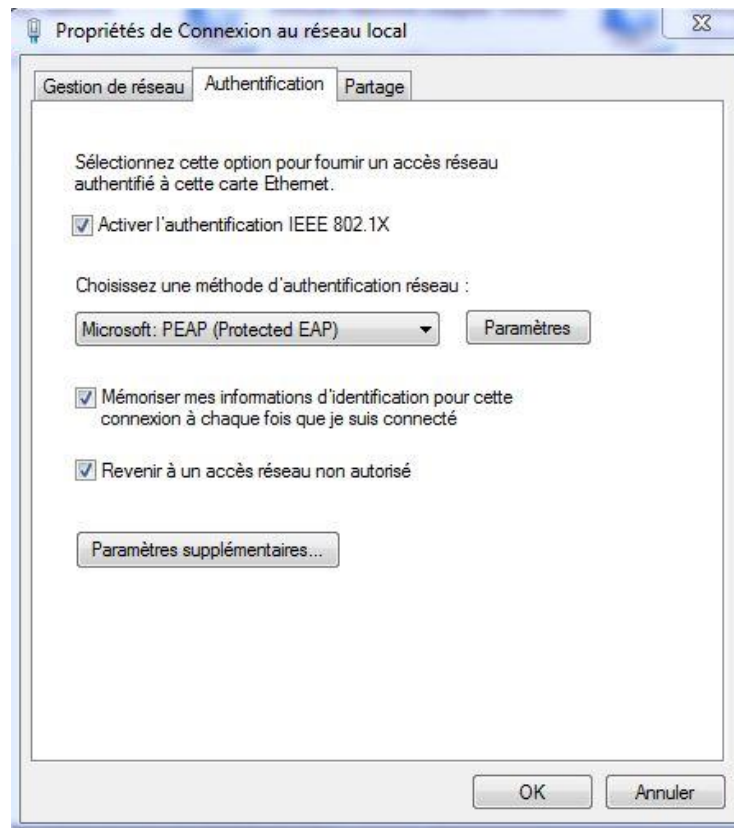 Propriétés de Connexion au réseau local
Gestion de réseau Authentification Partage
Sélectionnez cette option pour fournir un accès réseau
authentifié à cette carte Ethernet.
Activer l'authentification IEEE 802.1X
Choisissez une méthode d'authentification réseau :
Microsoft: PEAP (Protected EAP) Paramètres
Mémoriser mes informations d'identification pour cette
connexion à chaque fois que je suis connecté
Revenir à un accès réseau non autorisé
Paramètres supplémentaires...
OK Annuler